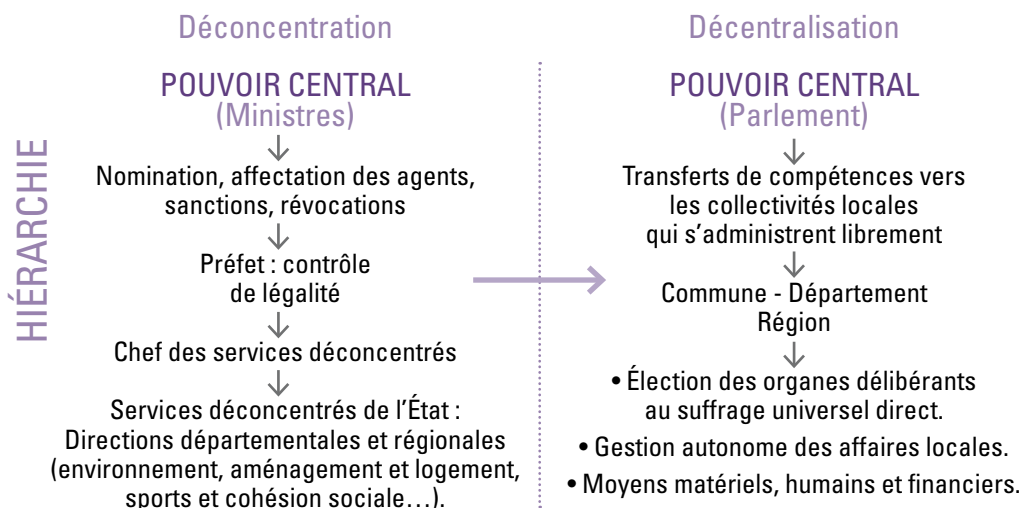 Déconcentration
POUVOIR CENTRAL
(Ministres)
HIÉRARCHIE
Nomination, affectation des agents,
sanctions, révocations
Préfet : contrôle
de légalité
Chef des services déconcentrés
Services déconcentrés de l'État :
Directions départementales et régionales
(environnement, aménagement et logement,
sports et cohésion sociale…).
Décentralisation
POUVOIR CENTRAL
(Parlement)
Transferts de compétences vers
les collectivités locales
qui s'administrent librement
Commune - Département
Région
• Élection des organes délibérants
au suffrage universel direct.
• Gestion autonome des affaires locales.
• Moyens matériels, humains et financiers.